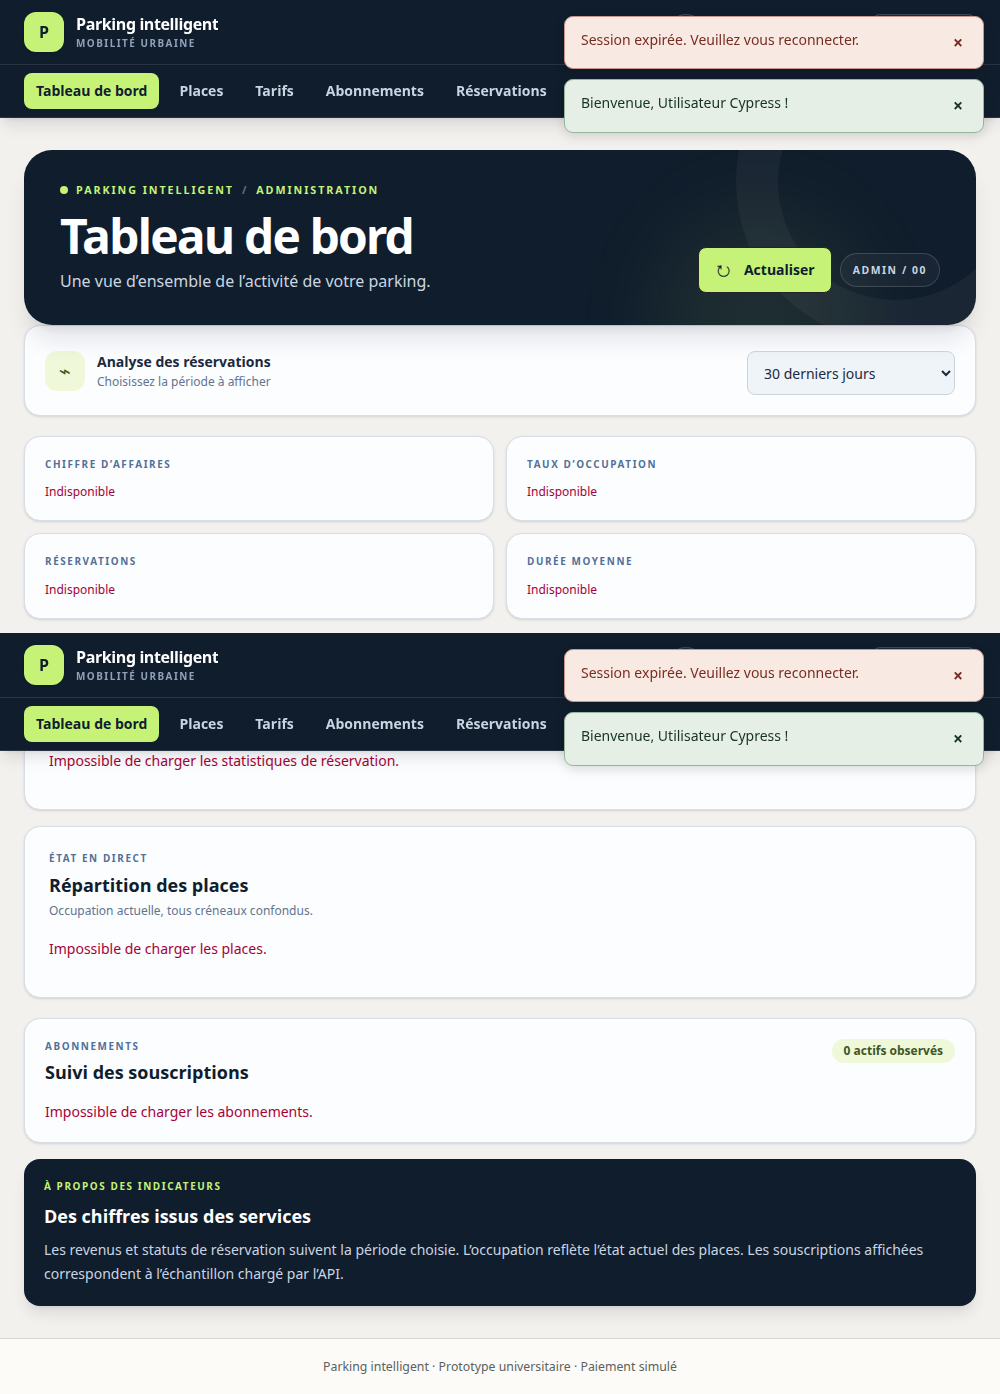 P
Parking intelligent
MOBILITÉ URBAINE
Session expirée. Veuillez vous reconnecter.
×
Tableau de bord
Places
Tarifs
Abonnements
Réservations
Bienvenue, Utilisateur Cypress !
×
PARKING INTELLIGENT / ADMINISTRATION
Tableau de bord
Une vue d’ensemble de l’activité de votre parking.
Actualiser
ADMIN / 00
Analyse des réservations
Choisissez la période à afficher
30 derniers jours
CHIFFRE D’AFFAIRES
Indisponible
TAUX D’OCCUPATION
Indisponible
RÉSERVATIONS
Indisponible
DURÉE MOYENNE
Indisponible
P
Parking intelligent
MOBILITÉ URBAINE
Session expirée. Veuillez vous reconnecter.
×
Tableau de bord
Places
Tarifs
Abonnements
Réservations
Bienvenue, Utilisateur Cypress !
×
Impossible de charger les statistiques de réservation.
ÉTAT EN DIRECT
Répartition des places
Occupation actuelle, tous créneaux confondus.
Impossible de charger les places.
ABONNEMENTS
0 actifs observés
Suivi des souscriptions
Impossible de charger les abonnements.
À PROPOS DES INDICATEURS
Des chiffres issus des services
Les revenus et statuts de réservation suivent la période choisie. L’occupation reflète l’état actuel des places. Les souscriptions affichées
correspondent à l’échantillon chargé par l’API.
Parking intelligent · Prototype universitaire · Paiement simulé